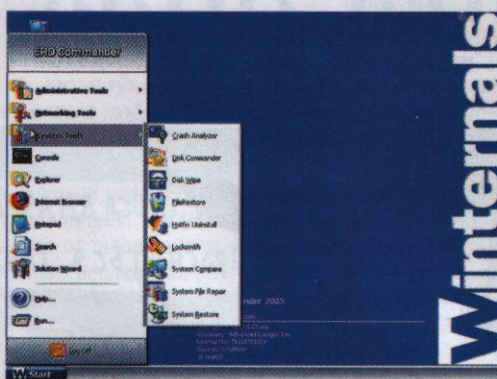 ERD Commander
Administrative Tools
Networking Tools
System Tools
Console
Explorer
Internet Browser
Notepad
Search
Solution Wizard
Help...
Run...
Log Off
Start
Crash Analyzer
Disk Commander
Disk Wipe
FileRestore
Hotfix Uninstall
Locksmith
System Compare
System File Repair
System Restore
Winternals